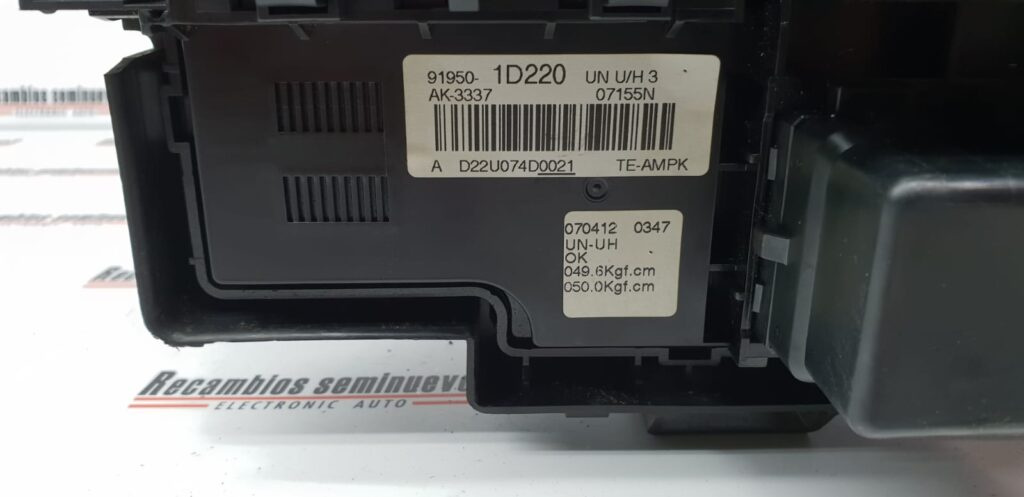 91950- 1D220 UN U/H 3
AK-3337 07155N
A D22U074D0021 TE-AMPK
070412 0347
UN-UH
OK
049.6Kgf.cm
050.0Kgf.cm
Recambios seminuevo
ELECTRONIC AUTO